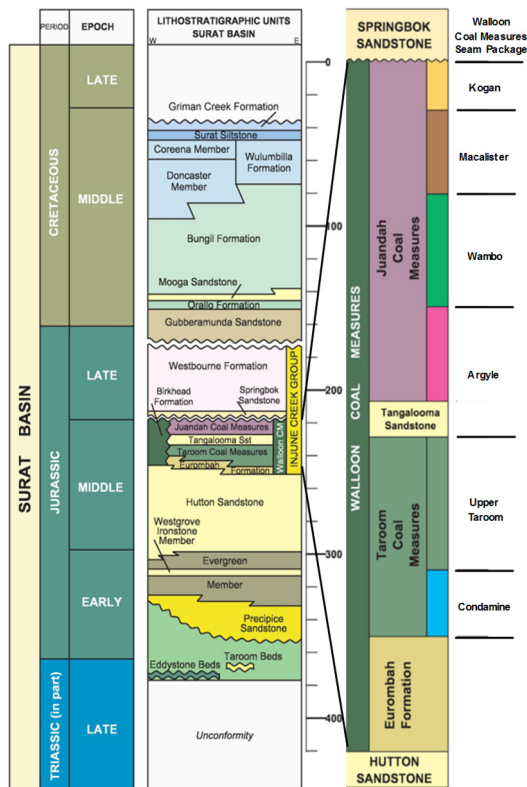 PERIOD
EPOCH
LITHOSTRATIGRAPHIC UNITS
SURAT BASIN
W
E
SURAT BASIN
CRETACEOUS
LATE
MIDDLE
JURASSIC
LATE
MIDDLE
EARLY
TRIASSIC (in part)
LATE
Griman Creek Formation
Surat Siltstone
Coreena Member
Wulumbilla
Formation
Doncaster
Member
Bungil Formation
Mooga Sandstone
Orallo Formation
Gubberamunda Sandstone
Westbourne Formation
Birkhead
Formation
Springbok
Sandstone
Juandah Coal Measures
Tangalooma Sst
Taroom Coal Measures
Eurombah
Formation
Walloon CM
INJUNE CREEK GROUP
Hutton Sandstone
Westgrove
Ironstone
Member
Evergreen
Member
Precipice
Sandstone
Taroom Beds
Eddystone Beds
Unconformity
0
100
200
300
400
SPRINGBOK
SANDSTONE
WALLOON COAL MEASURES
Juandah
Coal
Measures
Tangalooma
Sandstone
Taroom
Coal
Measures
Eurombah
Formation
HUTTON
SANDSTONE
Walloon
Coal Measures
Seam Package
Kogan
Macalister
Wambo
Argyle
Upper
Taroom
Condamine